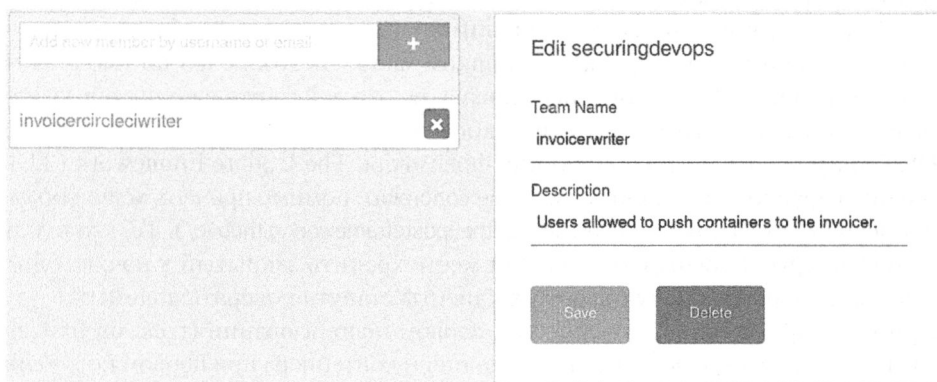 Add new member by username or email
+
invoicercircleciwriter
x
Edit securingdevops
Team Name
invoicerwriter
Description
Users allowed to push containers to the invoicer.
Save
Delete